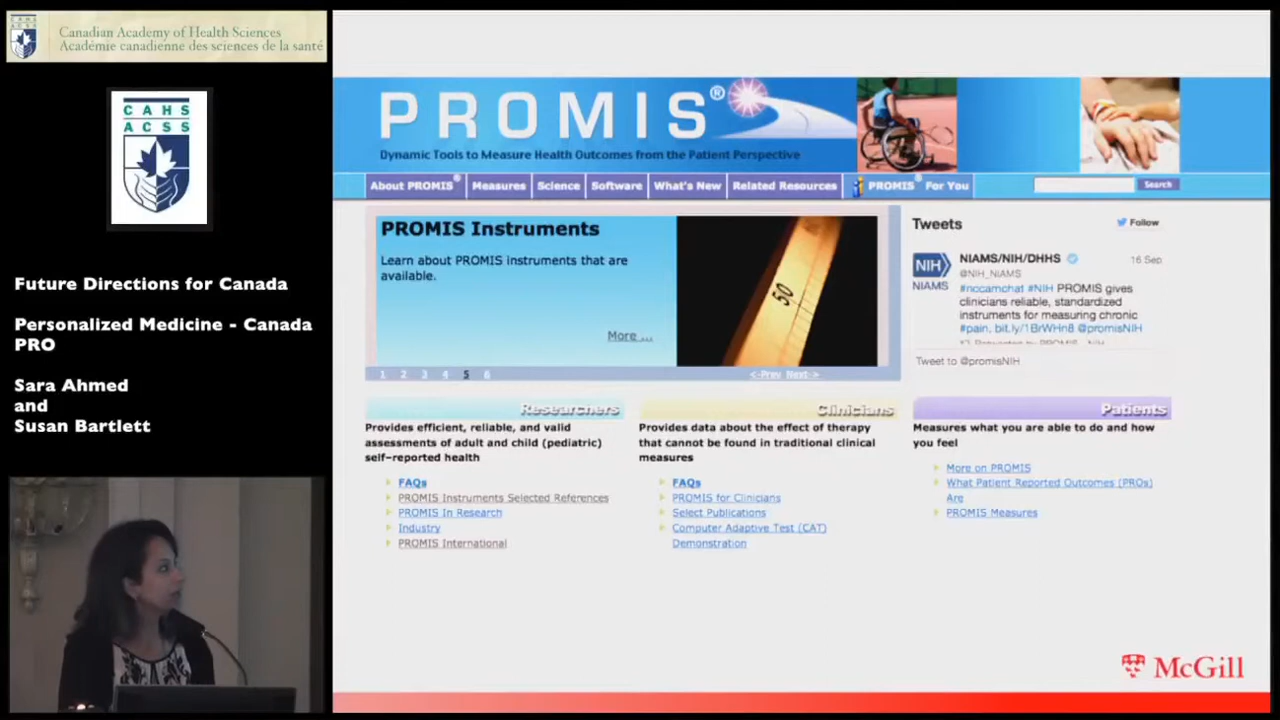 Canadian Academy of Health Sciences
Académie canadienne des sciences de la santé
CAHS
ACSS
Future Directions for Canada
Personalized Medicine - Canada
PRO
Sara Ahmed
and
Susan Bartlett
PROMIS®
Dynamic Tools to Measure Health Outcomes from the Patient Perspective
About PROMIS®
Measures
Science
Software
What's New
Related Resources
PROMIS® For You
Search
PROMIS Instruments
Learn about PROMIS instruments that are
available.
More ...
50
1 2 3 4 5 6
<-Prev Next->
Tweets
Follow
NIH
NIAMS
NIAMS/NIH/DHHS
16 Sep
@NIH_NIAMS
#nccamchat #NIH PROMIS gives
clinicians reliable, standardized
instruments for measuring chronic
#pain, bit.ly/1BrWHn8 @promisNIH
Tweet to @promisNIH
Researchers
Provides efficient, reliable, and valid
assessments of adult and child (pediatric)
self-reported health
FAQs
PROMIS Instruments Selected References
PROMIS In Research
Industry
PROMIS International
Clinicians
Provides data about the effect of therapy
that cannot be found in traditional clinical
measures
FAQs
PROMIS for Clinicians
Select Publications
Computer Adaptive Test (CAT)
Demonstration
Patients
Measures what you are able to do and how
you feel
More on PROMIS
What Patient Reported Outcomes (PROs)
Are
PROMIS Measures
McGill